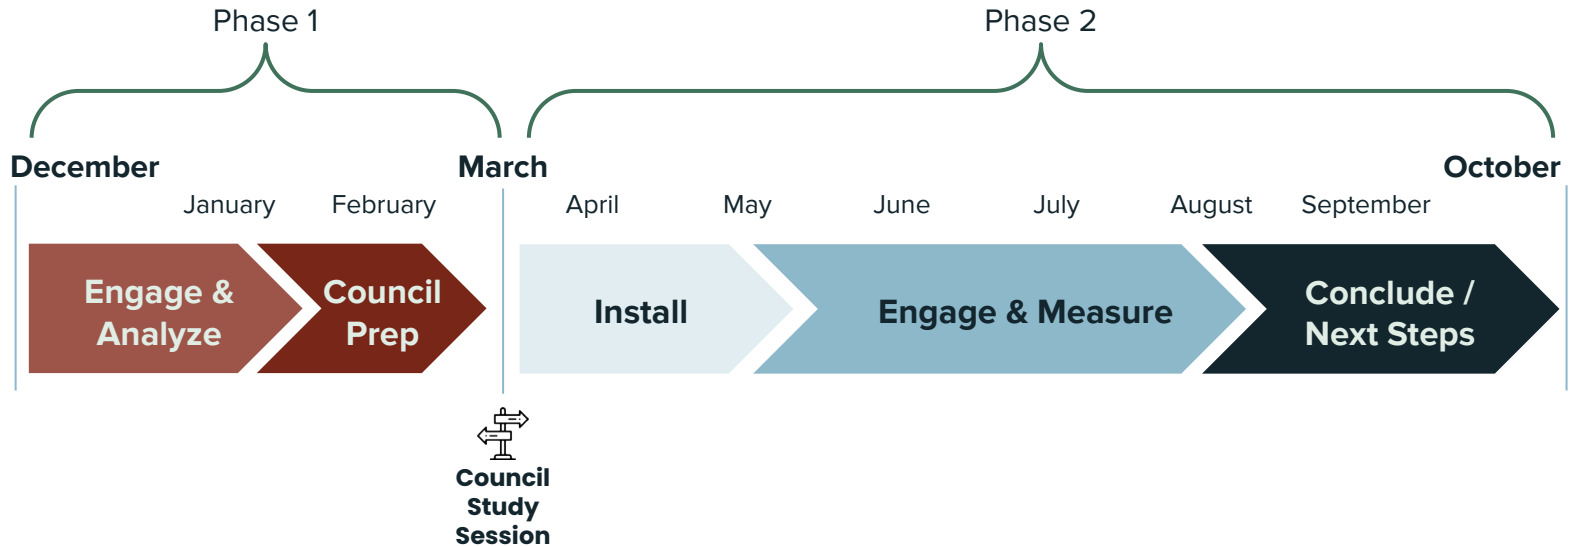 Phase 1
Phase 2
December
March
October
January
February
April
May
June
July
August
September
Engage &
Analyze
Council
Prep
Install
Engage & Measure
Conclude /
Next Steps
Council
Study
Session